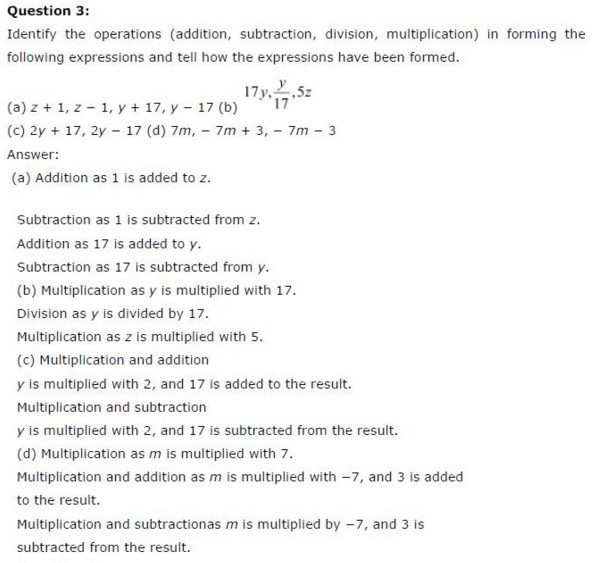 Question 3:
Identify the operations (addition, subtraction, division, multiplication) in forming the
following expressions and tell how the expressions have been formed.
(a) z + 1, z − 1, y + 17, y − 17 (b) 17y, y/17, 5z
(c) 2y + 17, 2y − 17 (d) 7m, − 7m + 3, − 7m − 3
Answer:
(a) Addition as 1 is added to z.
Subtraction as 1 is subtracted from z.
Addition as 17 is added to y.
Subtraction as 17 is subtracted from y.
(b) Multiplication as y is multiplied with 17.
Division as y is divided by 17.
Multiplication as z is multiplied with 5.
(c) Multiplication and addition
y is multiplied with 2, and 17 is added to the result.
Multiplication and subtraction
y is multiplied with 2, and 17 is subtracted from the result.
(d) Multiplication as m is multiplied with 7.
Multiplication and addition as m is multiplied with −7, and 3 is added
to the result.
Multiplication and subtractionas m is multiplied by −7, and 3 is
subtracted from the result.